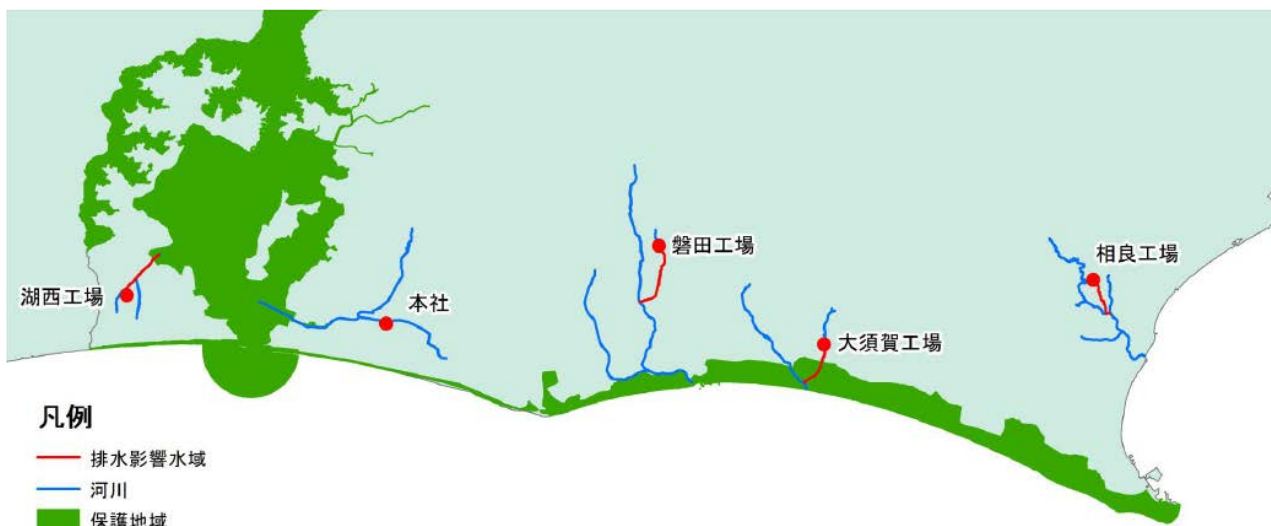 磐田工場
相良工場
湖西工場
本社
大須賀工場
凡例
排水影響水域
河川
保護地域